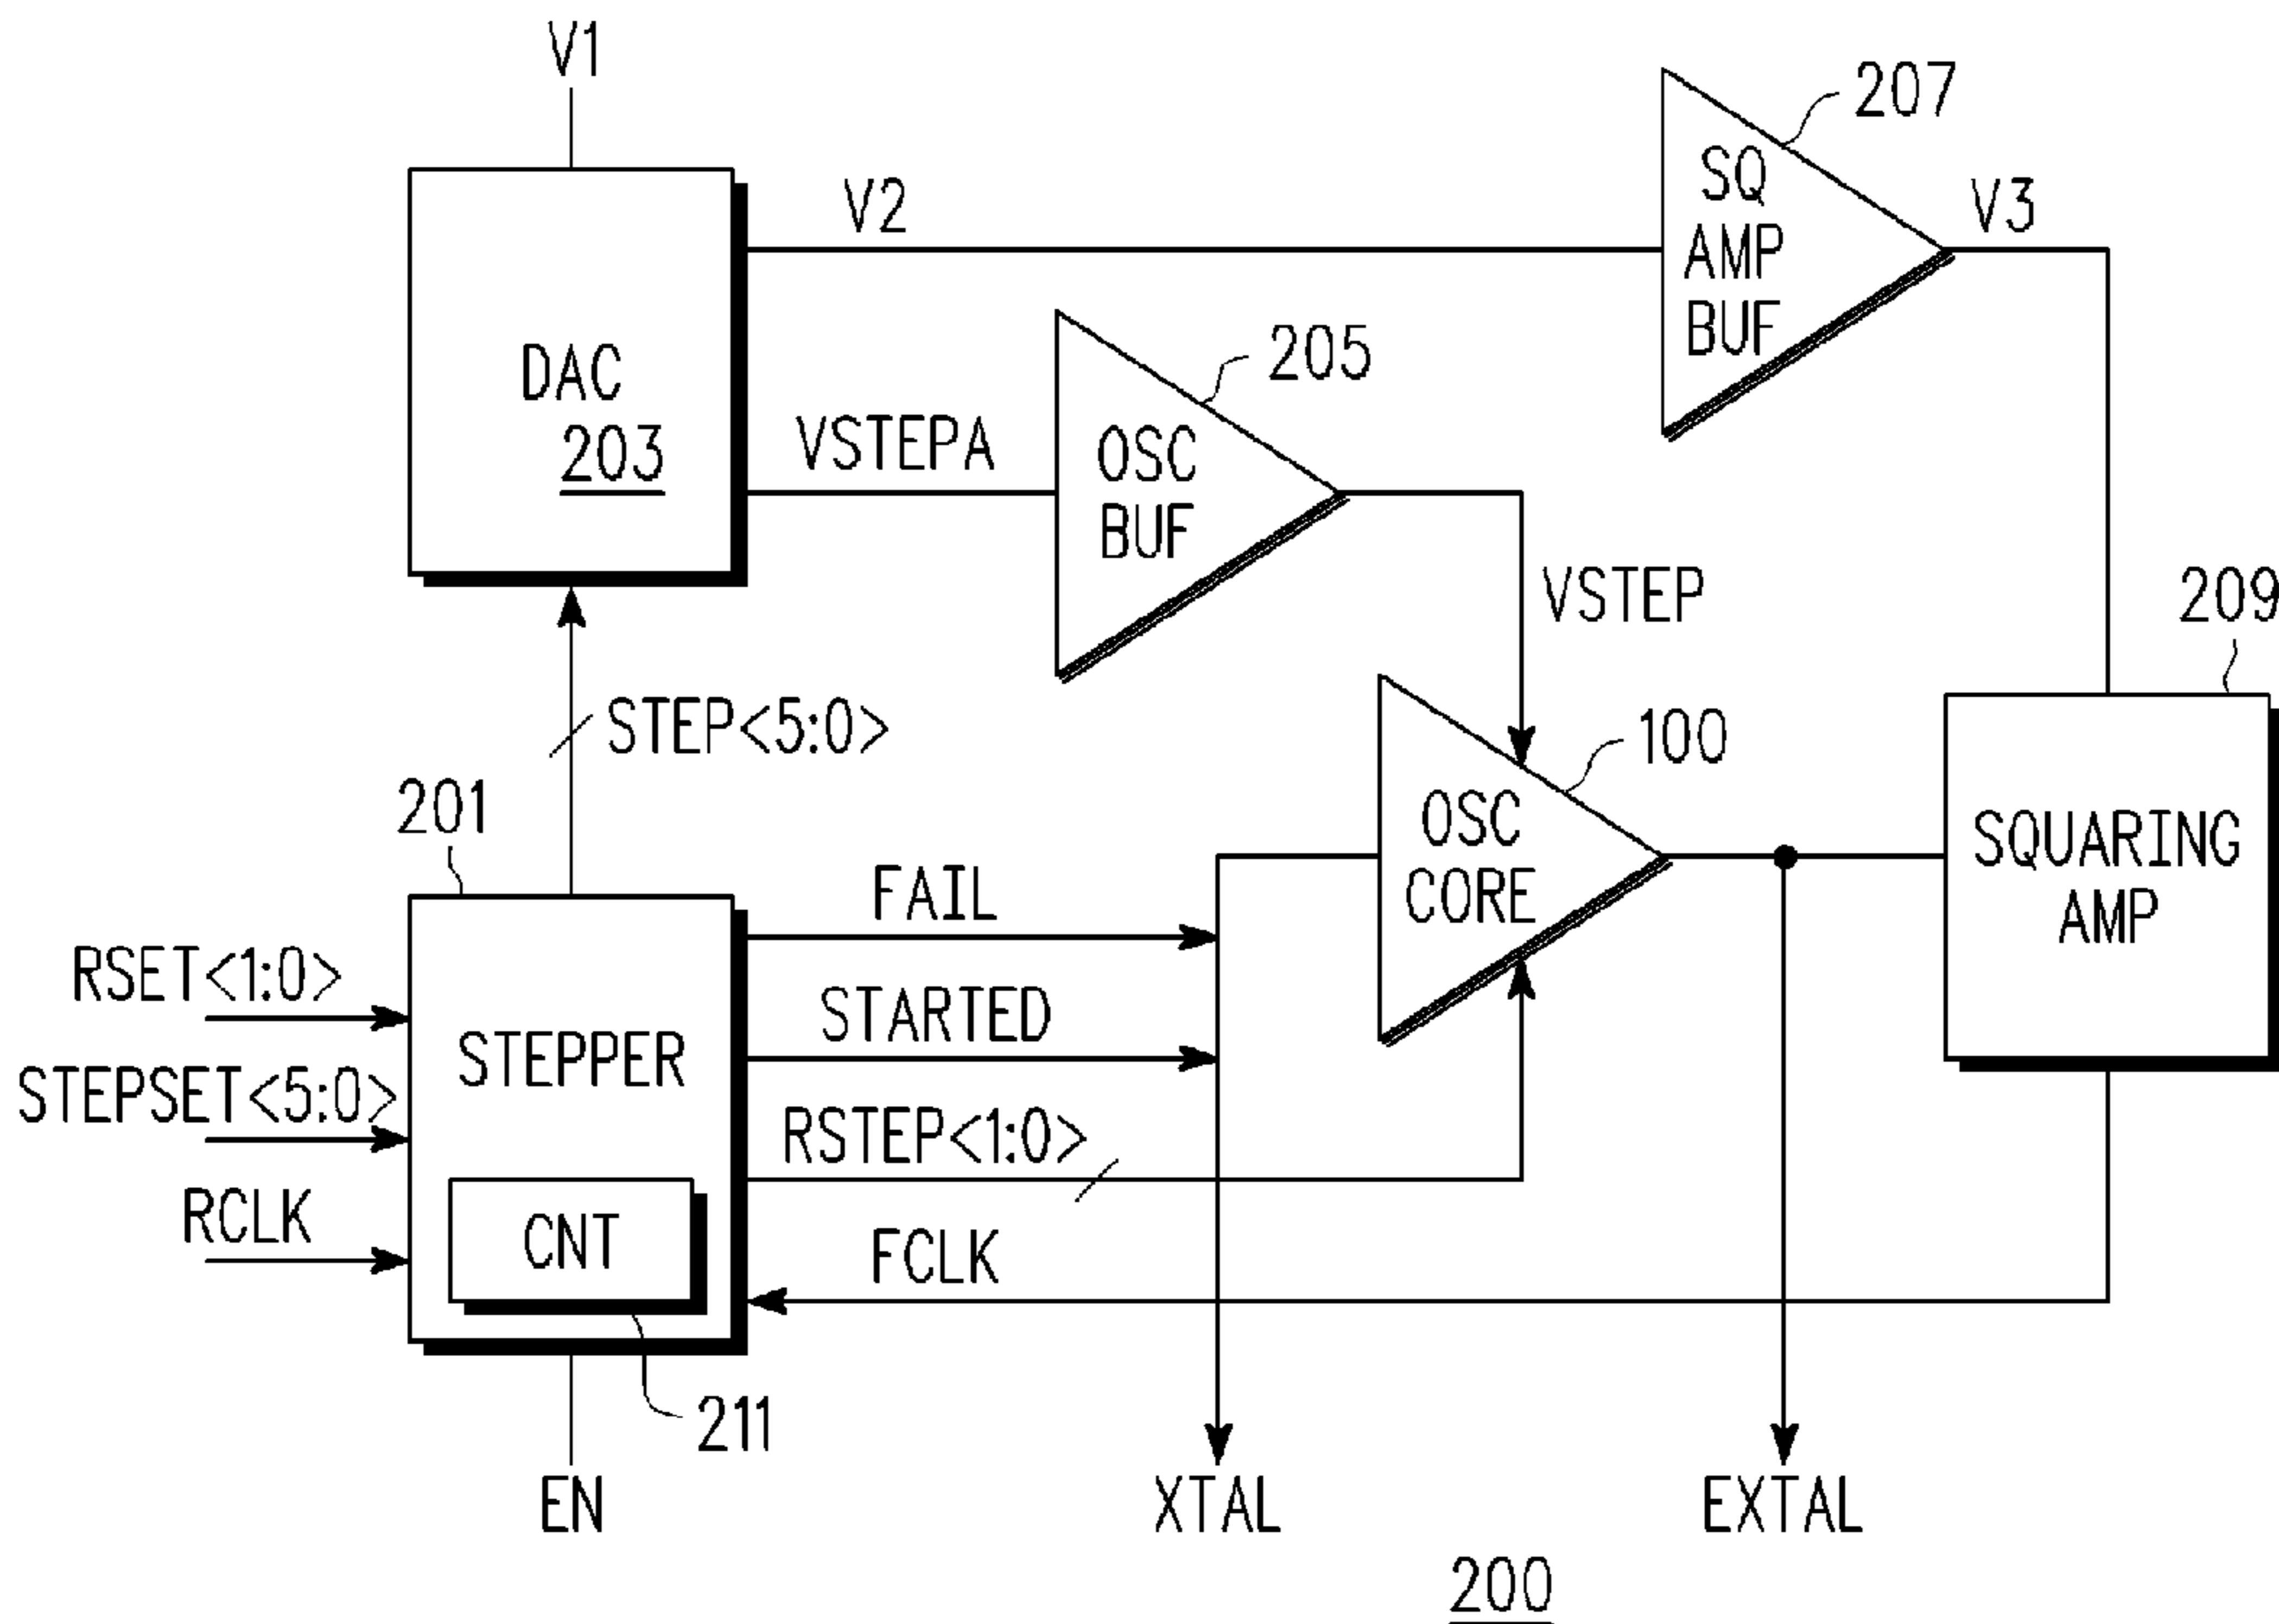 V1
207
SQ
AMP
BUF
V2
V3
DAC
203
205
VSTEPA
OSC
BUF
VSTEP
209
STEP<5:0>
100
201
OSC
CORE
SQUARING
AMP
FAIL
RSET<1:0>
STARTED
STEPPER
STEPSET<5:0>
RSTEP<1:0>
RCLK
CNT
FCLK
211
EN
XTAL
EXTAL
200